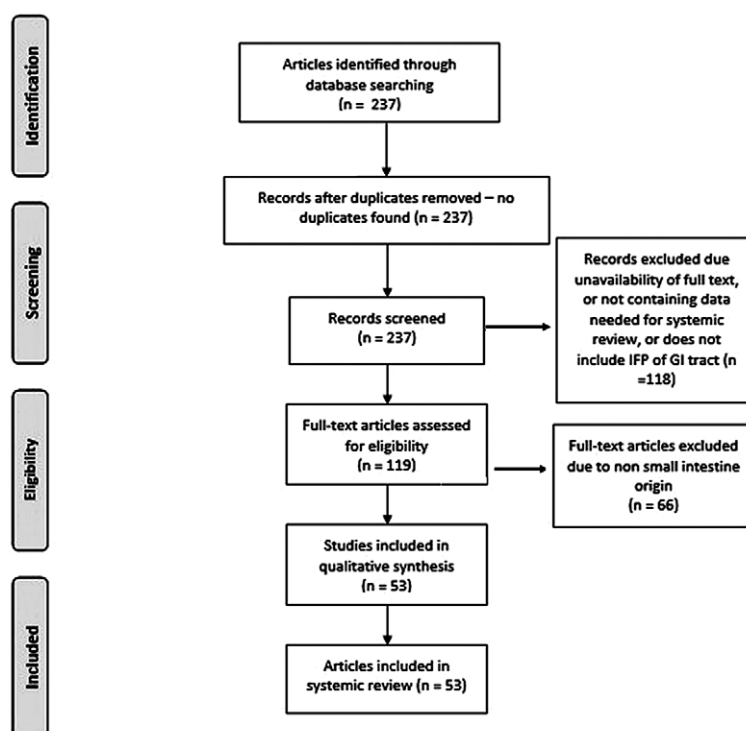 Identification
Articles identified through
database searching
(n = 237)
Records after duplicates removed – no
duplicates found (n = 237)
Screening
Records screened
(n = 237)
Records excluded due
unavailability of full text,
or not containing data
needed for systemic
review, or does not
include IFP of GI tract (n
=118)
Eligibility
Full-text articles assessed
for eligibility
(n = 119)
Full-text articles excluded
due to non small intestine
origin
(n = 66)
Studies included in
qualitative synthesis
(n = 53)
Included
Articles included in
systemic review (n = 53)